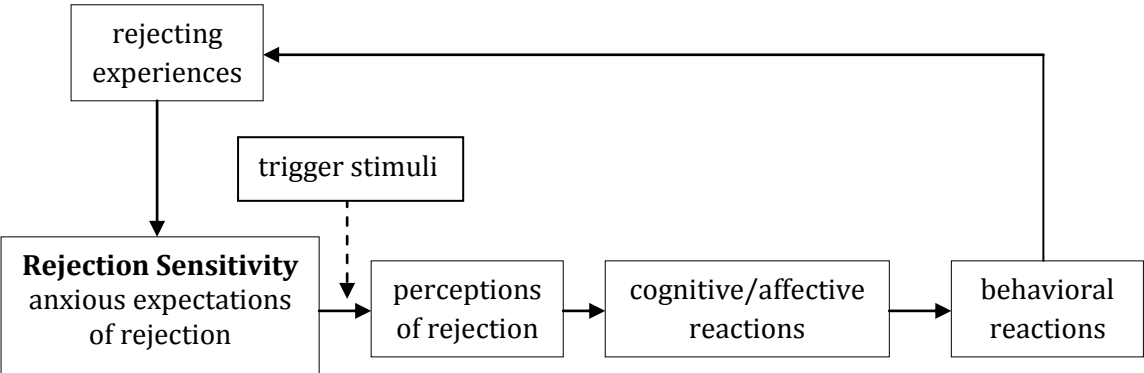 rejecting
experiences
trigger stimuli
Rejection Sensitivity
anxious expectations
of rejection
perceptions
of rejection
cognitive/affective
reactions
behavioral
reactions